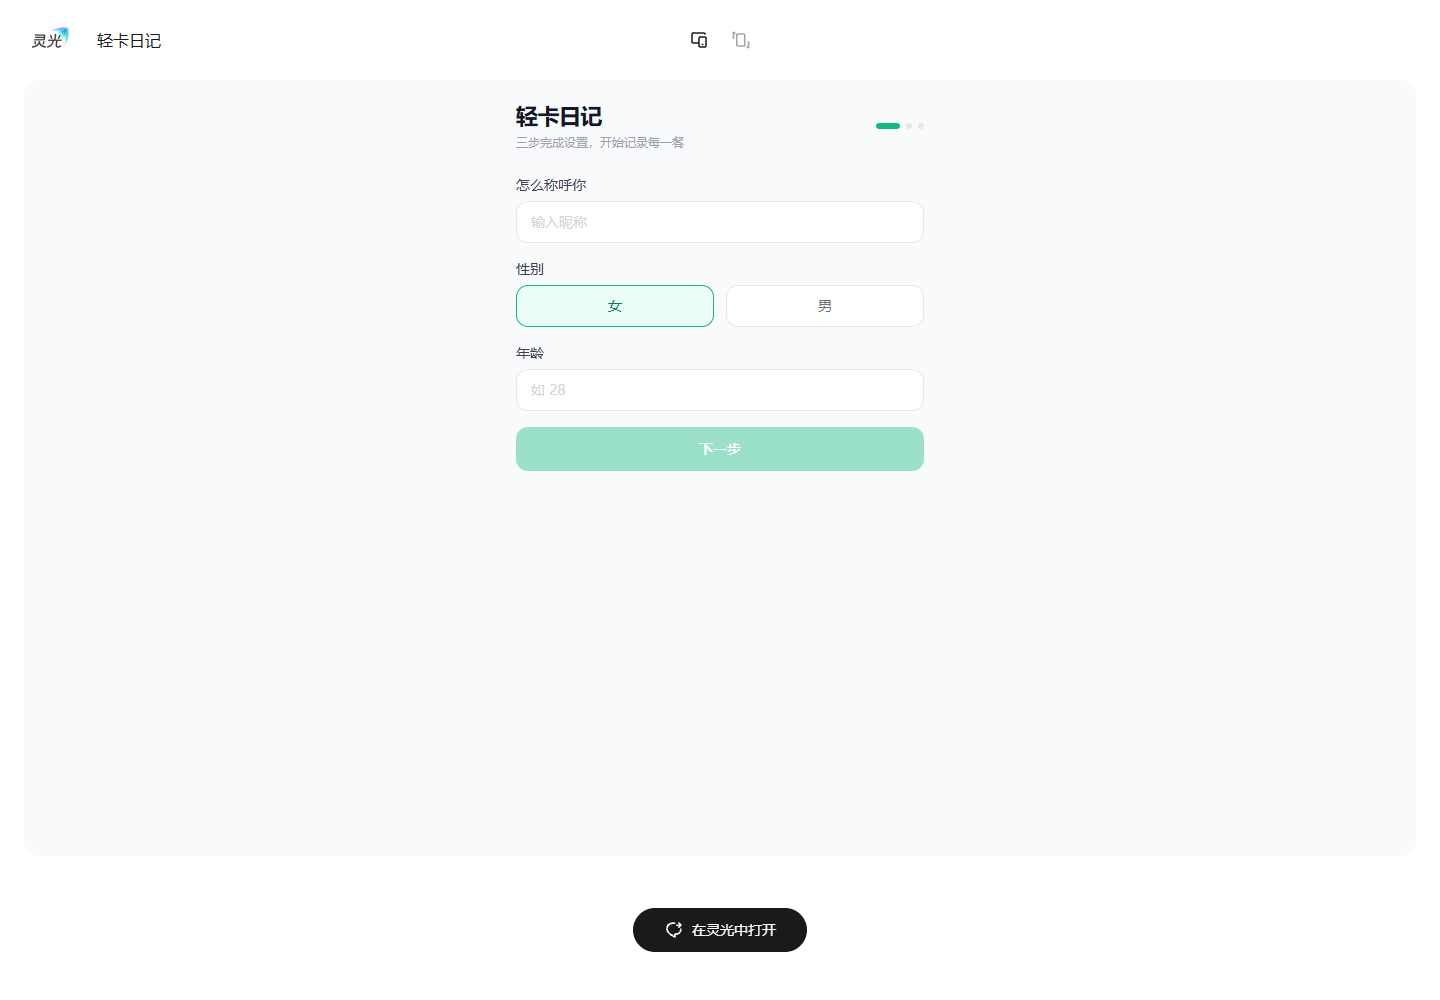 灵光
轻卡日记
轻卡日记
三步完成设置，开始记录每一餐
怎么称呼你
输入昵称
性别
女
男
年龄
如 28
下一步
在灵光中打开